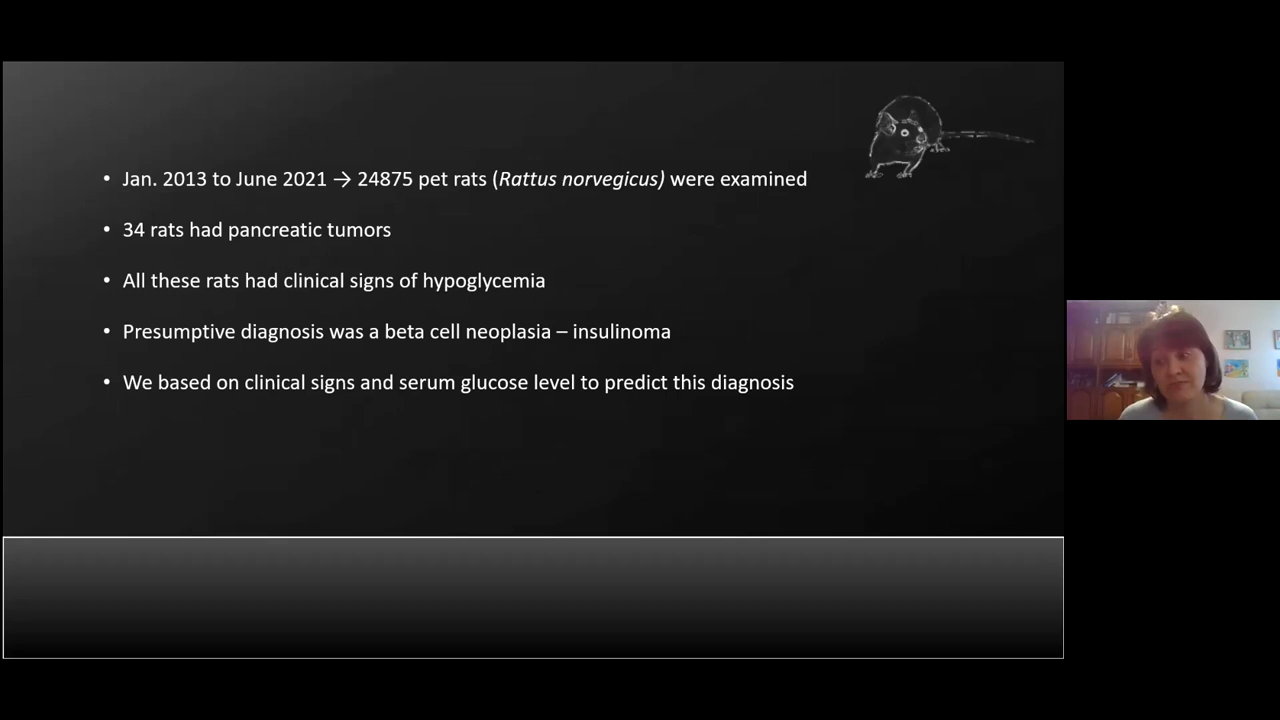 • Jan. 2013 to June 2021 → 24875 pet rats (Rattus norvegicus) were examined
• 34 rats had pancreatic tumors
• All these rats had clinical signs of hypoglycemia
• Presumptive diagnosis was a beta cell neoplasia – insulinoma
• We based on clinical signs and serum glucose level to predict this diagnosis